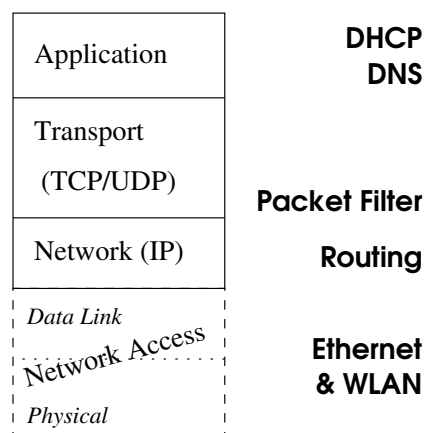 Application
DHCP
DNS
Transport
(TCP/UDP)
Packet Filter
Network (IP)
Routing
Data Link
Network Access
Ethernet
& WLAN
Physical